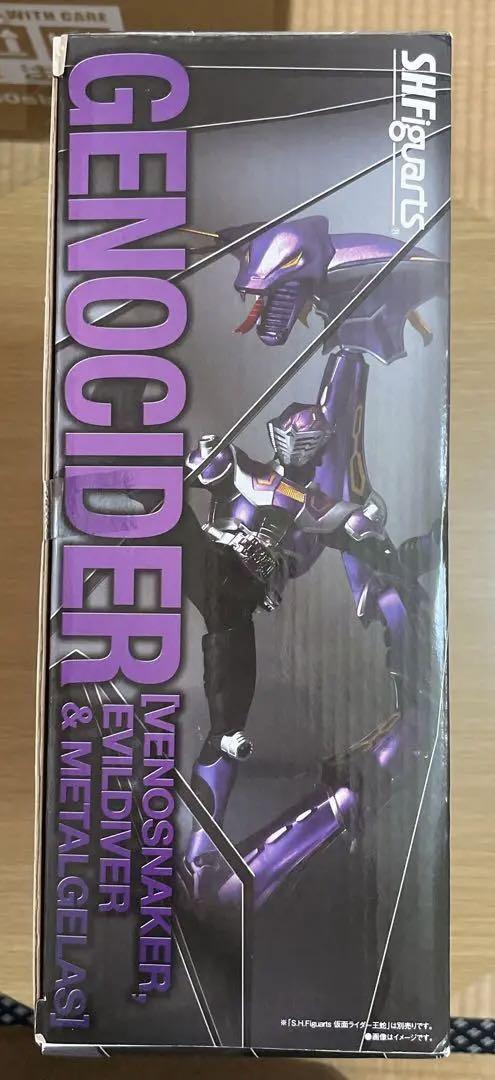 WITH CARE
注
S.H.Figuarts
GENOCIDER
[VENOSNAKER,
EVILDIVER
& METALGELAS]
※「S.H.Figuarts 仮面ライダー王蛇」は別売りです。
●画像はイメージです。